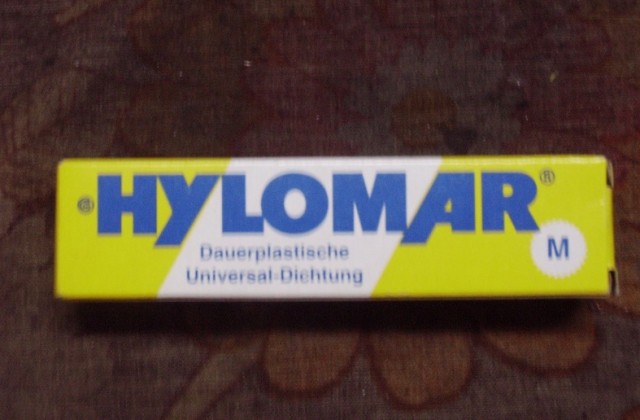 ® HYLOMAR ®
Dauerplastische
Universal-Dichtung
M